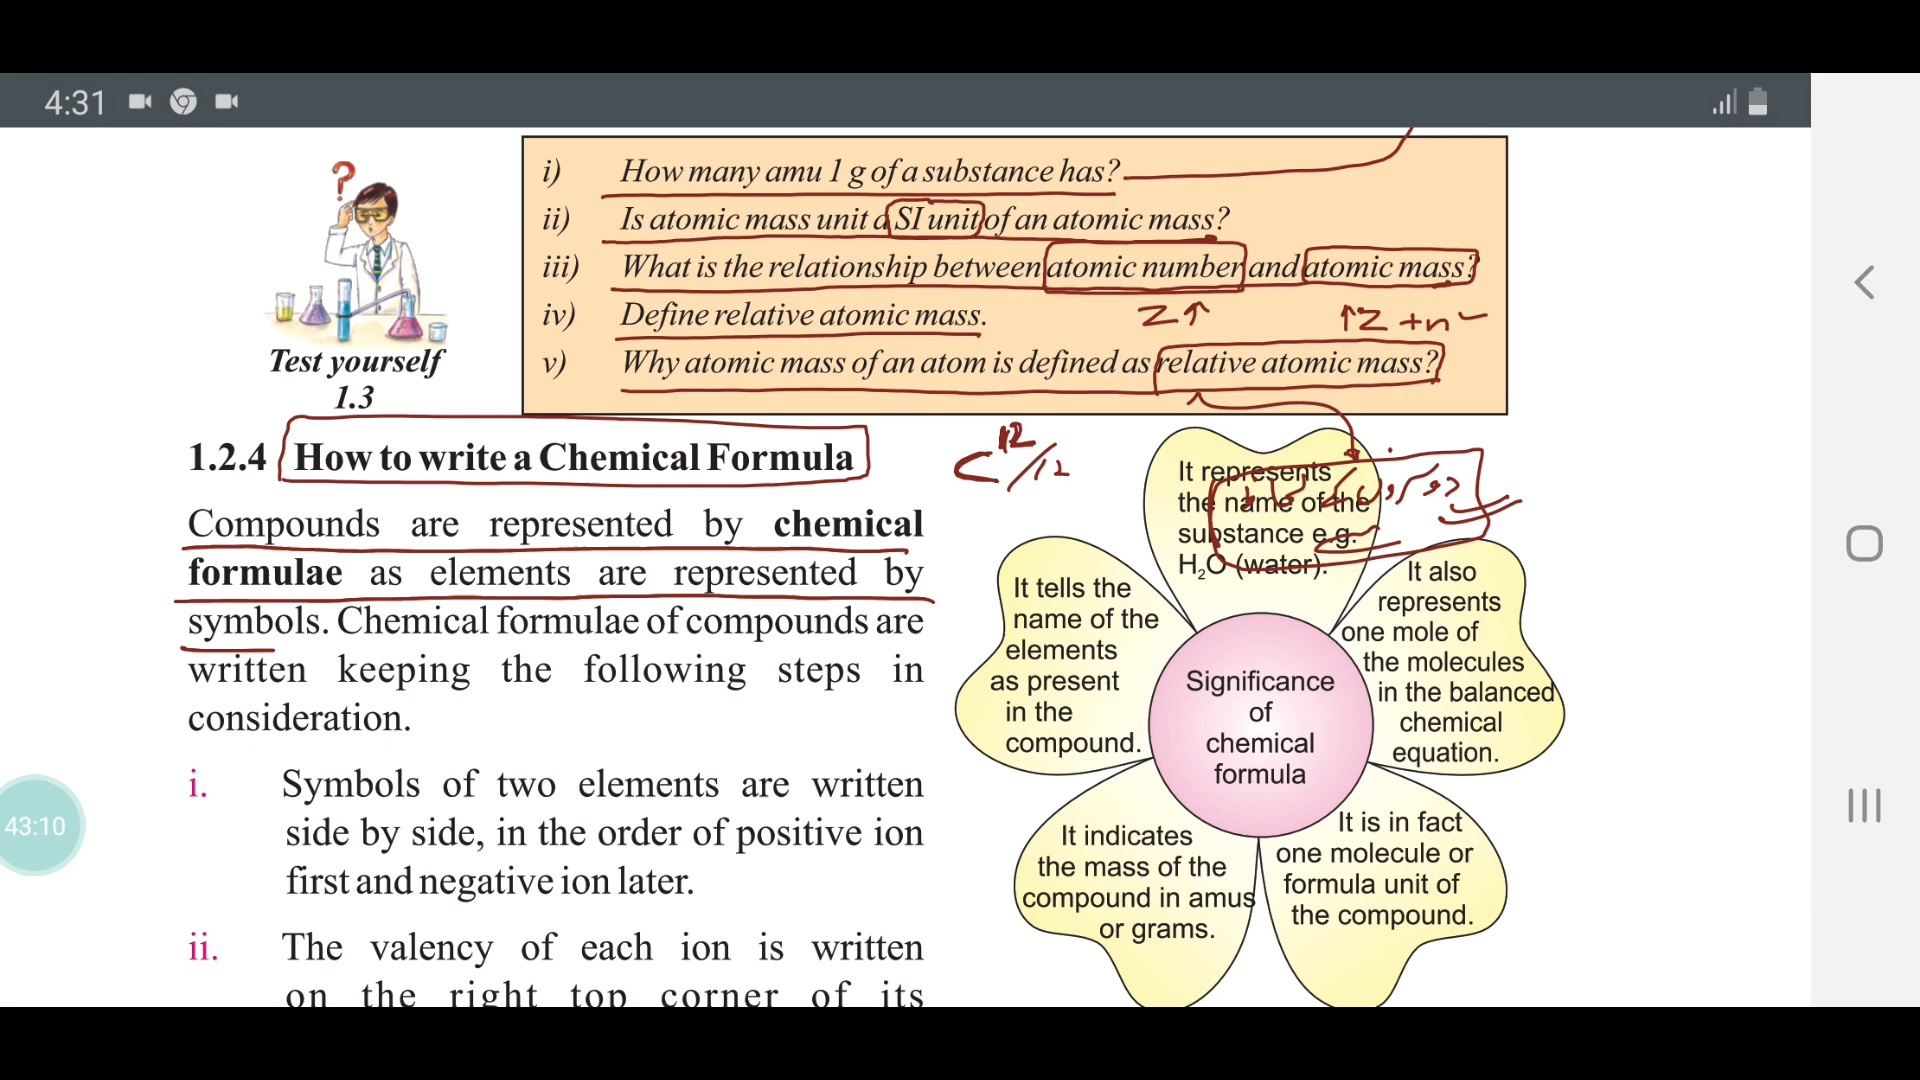 4:31
i) How many amu 1 g of a substance has?
ii) Is atomic mass unit a SI unit of an atomic mass?
iii) What is the relationship between atomic number and atomic mass?
iv) Define relative atomic mass.
Z↑ ↑Z +n
v) Why atomic mass of an atom is defined as relative atomic mass?
?
Test yourself
1.3
1.2.4 How to write a Chemical Formula
C12/12
Compounds are represented by chemical
formulae as elements are represented by
symbols. Chemical formulae of compounds are
written keeping the following steps in
consideration.
i. Symbols of two elements are written
side by side, in the order of positive ion
first and negative ion later.
ii. The valency of each ion is written
on the right top corner of its
It represents
the name of the
substance e.g.
H₂O (water).
It tells the
name of the
elements
as present
in the
compound.
It also
represents
one mole of
the molecules
in the balanced
chemical
equation.
Significance
of
chemical
formula
It indicates
the mass of the
compound in amus
or grams.
It is in fact
one molecule or
formula unit of
the compound.
43:10